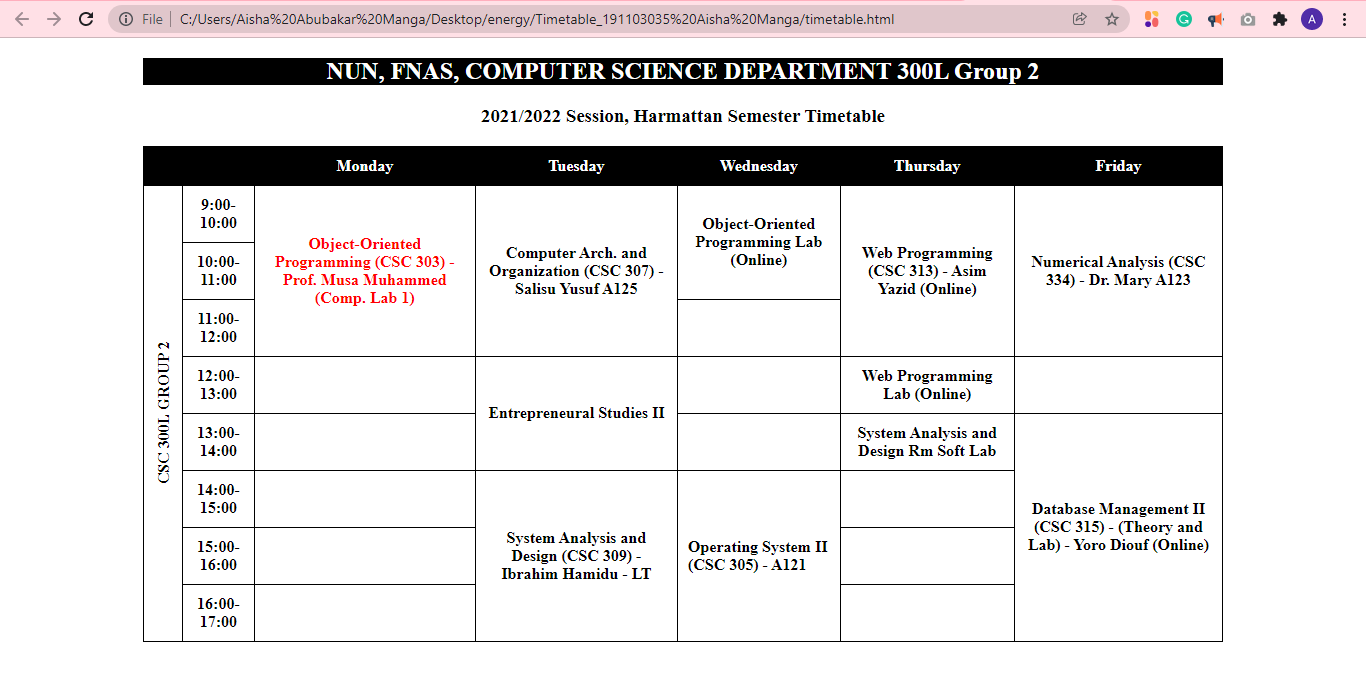 File
C:/Users/Aisha%20Abubakar%20Manga/Desktop/energy/Timetable_191103035%20Aisha%20Manga/timetable.html
A
NUN, FNAS, COMPUTER SCIENCE DEPARTMENT 300L Group 2
2021/2022 Session, Harmattan Semester Timetable
Monday
Tuesday
Wednesday
Thursday
Friday
CSC 300L GROUP 2
9:00-
10:00
Object-Oriented
Programming (CSC 303) -
Prof. Musa Muhammed
(Comp. Lab 1)
Computer Arch. and
Organization (CSC 307) -
Salisu Yusuf A125
Object-Oriented
Programming Lab
(Online)
Web Programming
(CSC 313) - Asim
Yazid (Online)
Numerical Analysis (CSC
334) - Dr. Mary A123
10:00-
11:00
11:00-
12:00
12:00-
13:00
Entrepreneural Studies II
Web Programming
Lab (Online)
13:00-
14:00
System Analysis and
Design Rm Soft Lab
Database Management II
(CSC 315) - (Theory and
Lab) - Yoro Diouf (Online)
14:00-
15:00
System Analysis and
Design (CSC 309) -
Ibrahim Hamidu - LT
Operating System II
(CSC 305) - A121
15:00-
16:00
16:00-
17:00